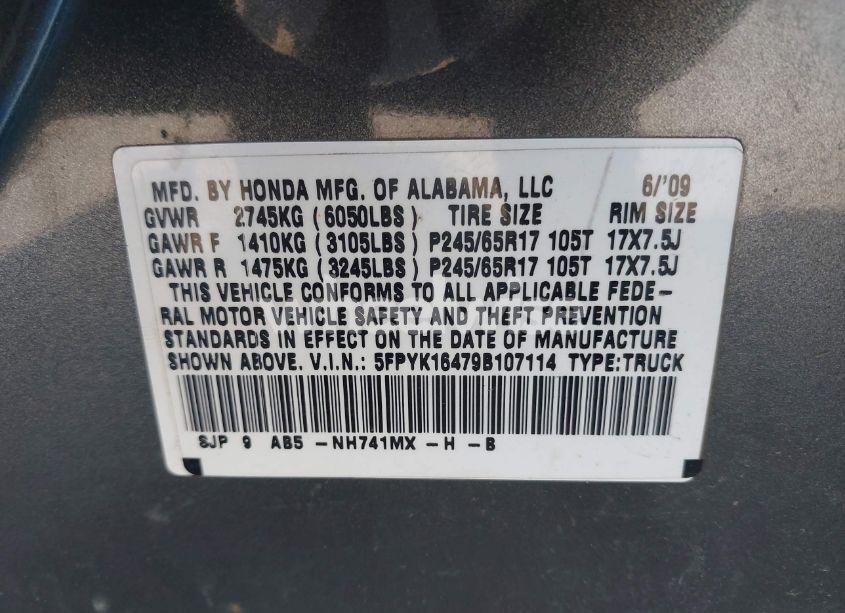 MFD. BY HONDA MFG. OF ALABAMA, LLC 6/'09
GVWR 2745KG (6050LBS) TIRE SIZE RIM SIZE
GAWR F 1410KG (3105LBS) P245/65R17 105T 17X7.5J
GAWR R 1475KG (3245LBS) P245/65R17 105T 17X7.5J
THIS VEHICLE CONFORMS TO ALL APPLICABLE FEDE-
RAL MOTOR VEHICLE SAFETY AND THEFT PREVENTION
STANDARDS IN EFFECT ON THE DATE OF MANUFACTURE
SHOWN ABOVE. V.I.N.: 5FPYK16479B107114 TYPE:TRUCK
SJP 9 AB5 -NH741MX -H -B